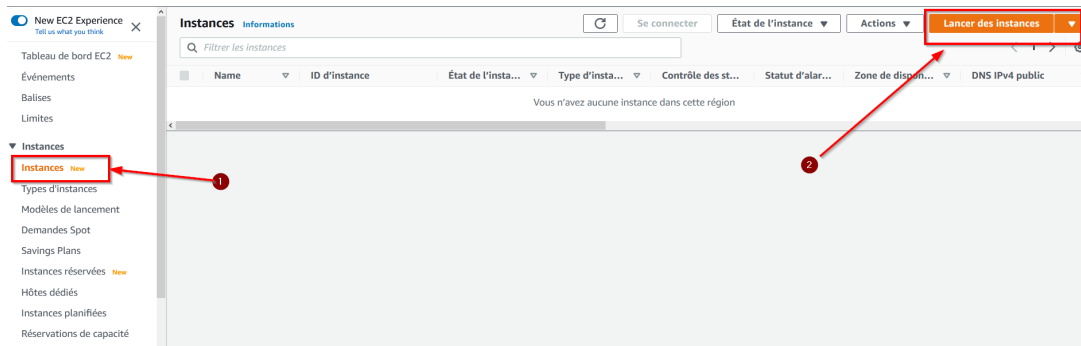 New EC2 Experience
Tell us what you think
Tableau de bord EC2 New
Événements
Balises
Limites
Instances
Instances New
Types d'instances
Modèles de lancement
Demandes Spot
Savings Plans
Instances réservées New
Hôtes dédiés
Instances planifiées
Réservations de capacité
Instances Informations
Se connecter
État de l'instance
Actions
Lancer des instances
Filtrer les instances
1
Name ID d'instance État de l'insta... Type d'insta... Contrôle des st... Statut d'alar... Zone de dispon... DNS IPv4 public
Vous n'avez aucune instance dans cette région
1
2